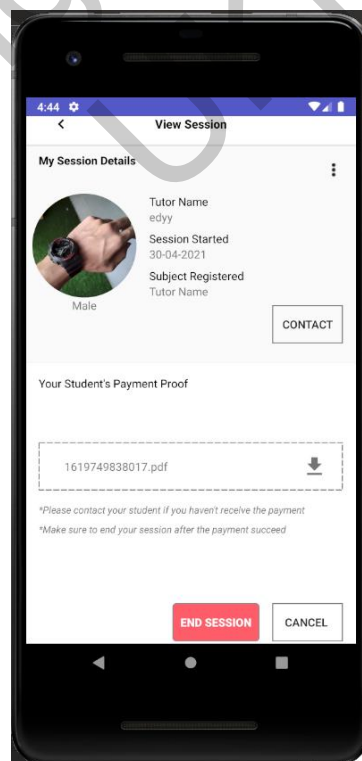 4:44
View Session
My Session Details
Tutor Name
edyy
Session Started
30-04-2021
Subject Registered
Tutor Name
Male
CONTACT
Your Student's Payment Proof
1619749838017.pdf
*Please contact your student if you haven't receive the payment
*Make sure to end your session after the payment succeed
END SESSION
CANCEL